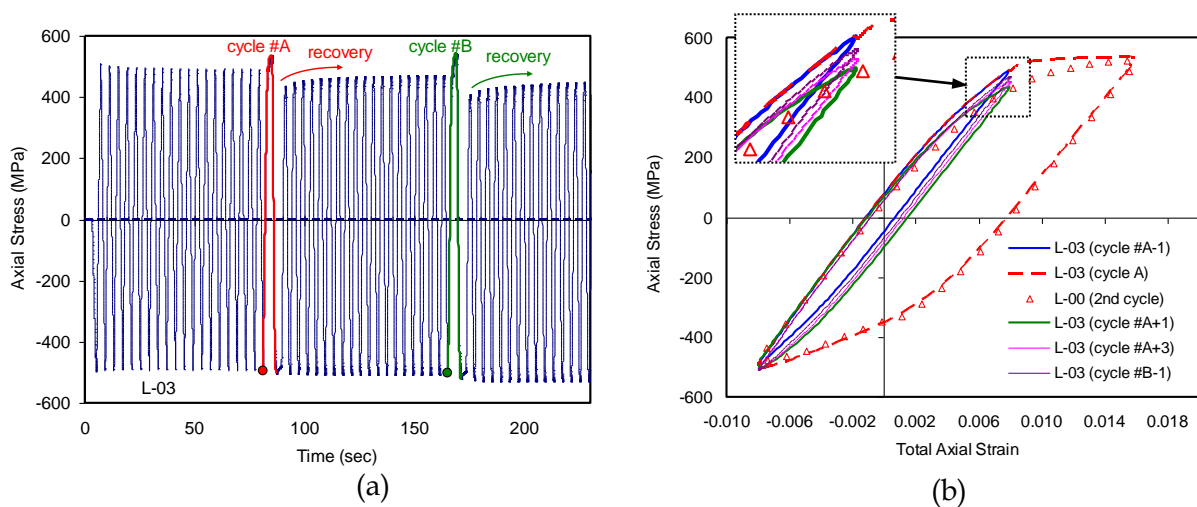 600
400
200
0
-200
-400
-600
Axial Stress (MPa)
cycle #A
recovery
cycle #B
recovery
L-03
0
50
100
150
200
Time (sec)
(a)
600
400
200
0
-200
-400
600
Axial Stress (MPa)
L-03 (cycle #A-1)
L-03 (cycle A)
L-00 (2nd cycle)
L-03 (cycle #A+1)
L-03 (cycle #A+3)
L-03 (cycle #B-1)
-0.010
-0.006
-0.002
0.002
0.006
0.010
0.014
0.018
Total Axial Strain
(b)